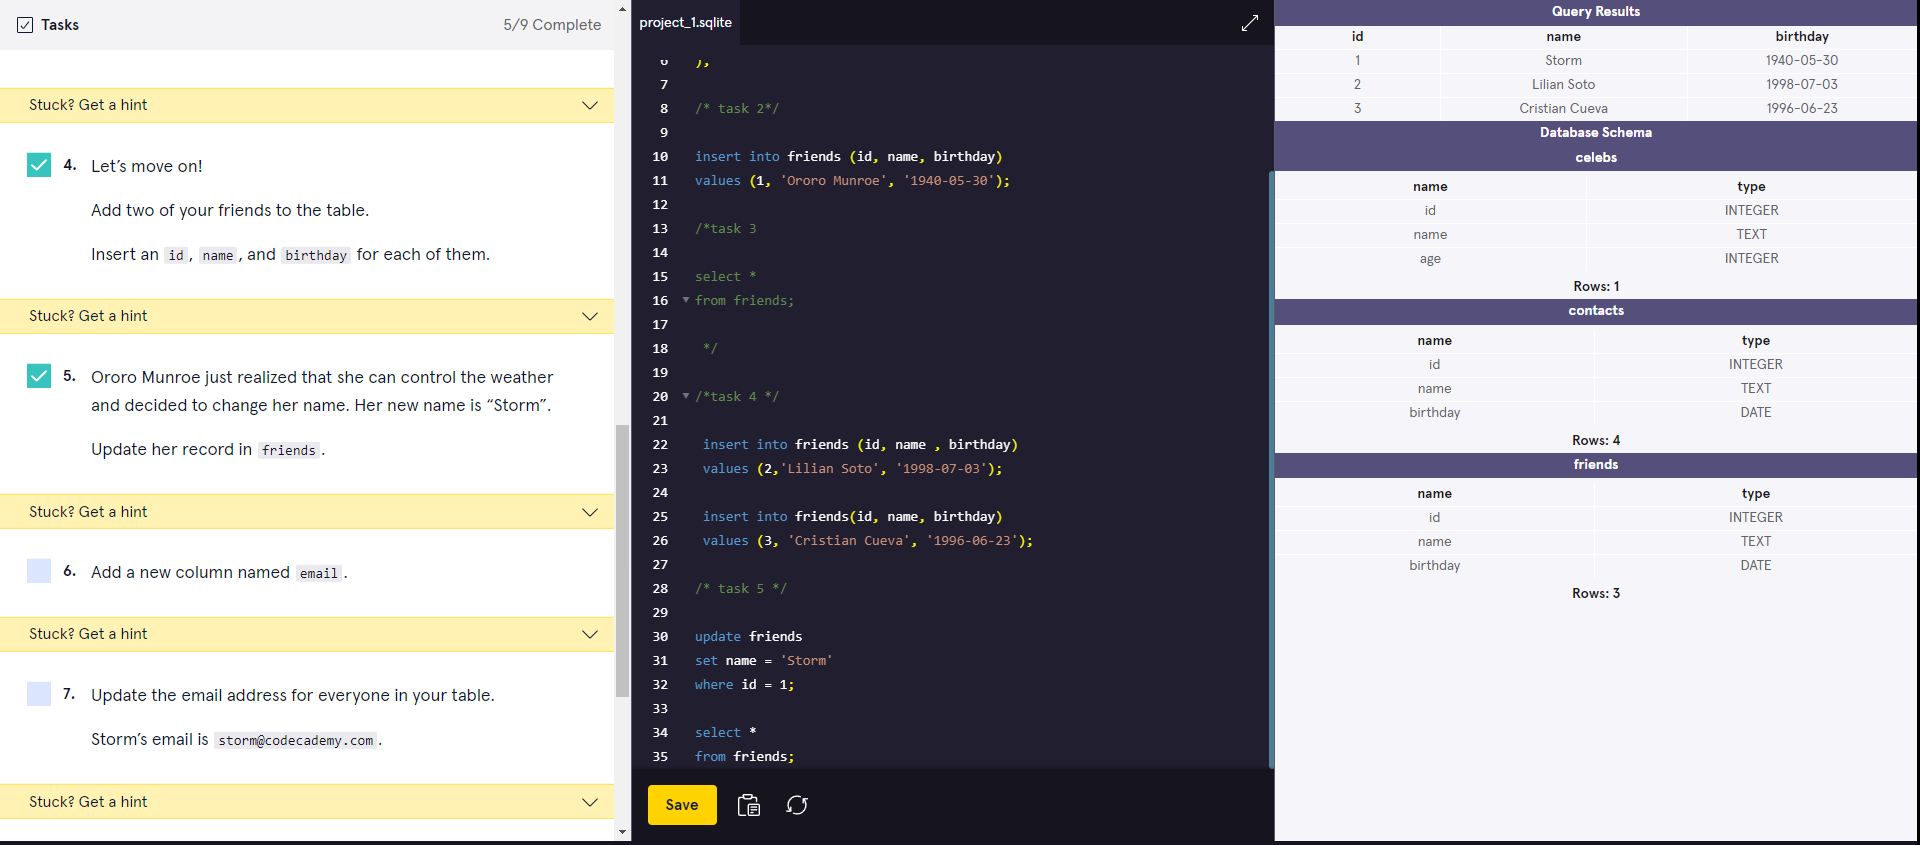 Tasks
5/9 Complete
Stuck? Get a hint
4. Let’s move on!
Add two of your friends to the table.
Insert an id, name, and birthday for each of them.
Stuck? Get a hint
5. Ororo Munroe just realized that she can control the weather
and decided to change her name. Her new name is “Storm”.
Update her record in friends.
Stuck? Get a hint
6. Add a new column named email.
Stuck? Get a hint
7. Update the email address for everyone in your table.
Storm’s email is storm@codecademy.com.
Stuck? Get a hint
project_1.sqlite
6 );
7
8 /* task 2*/
9
10 insert into friends (id, name, birthday)
11 values (1, 'Ororo Munroe', '1940-05-30');
12
13 /*task 3
14
15 select *
16 from friends;
17
18 */
19
20 /*task 4 */
21
22 insert into friends (id, name , birthday)
23 values (2,'Lilian Soto', '1998-07-03');
24
25 insert into friends(id, name, birthday)
26 values (3, 'Cristian Cueva', '1996-06-23');
27
28 /* task 5 */
29
30 update friends
31 set name = 'Storm'
32 where id = 1;
33
34 select *
35 from friends;
Save
Query Results
id name birthday
1 Storm 1940-05-30
2 Lilian Soto 1998-07-03
3 Cristian Cueva 1996-06-23
Database Schema
celebs
name type
id INTEGER
name TEXT
age INTEGER
Rows: 1
contacts
name type
id INTEGER
name TEXT
birthday DATE
Rows: 4
friends
name type
id INTEGER
name TEXT
birthday DATE
Rows: 3